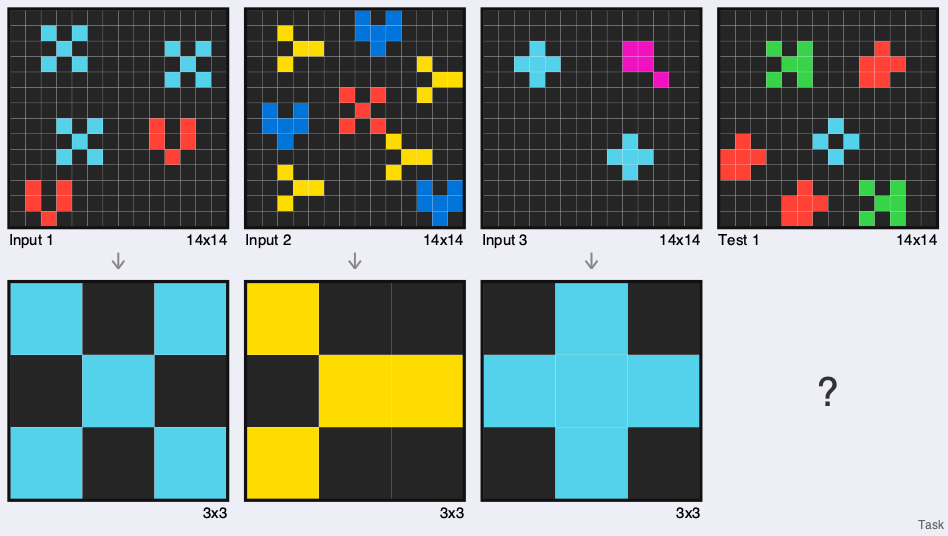 Input 1 14x14
Input 2 14x14
Input 3 14x14
Test 1 14x14
?
3x3
3x3
3x3
Task